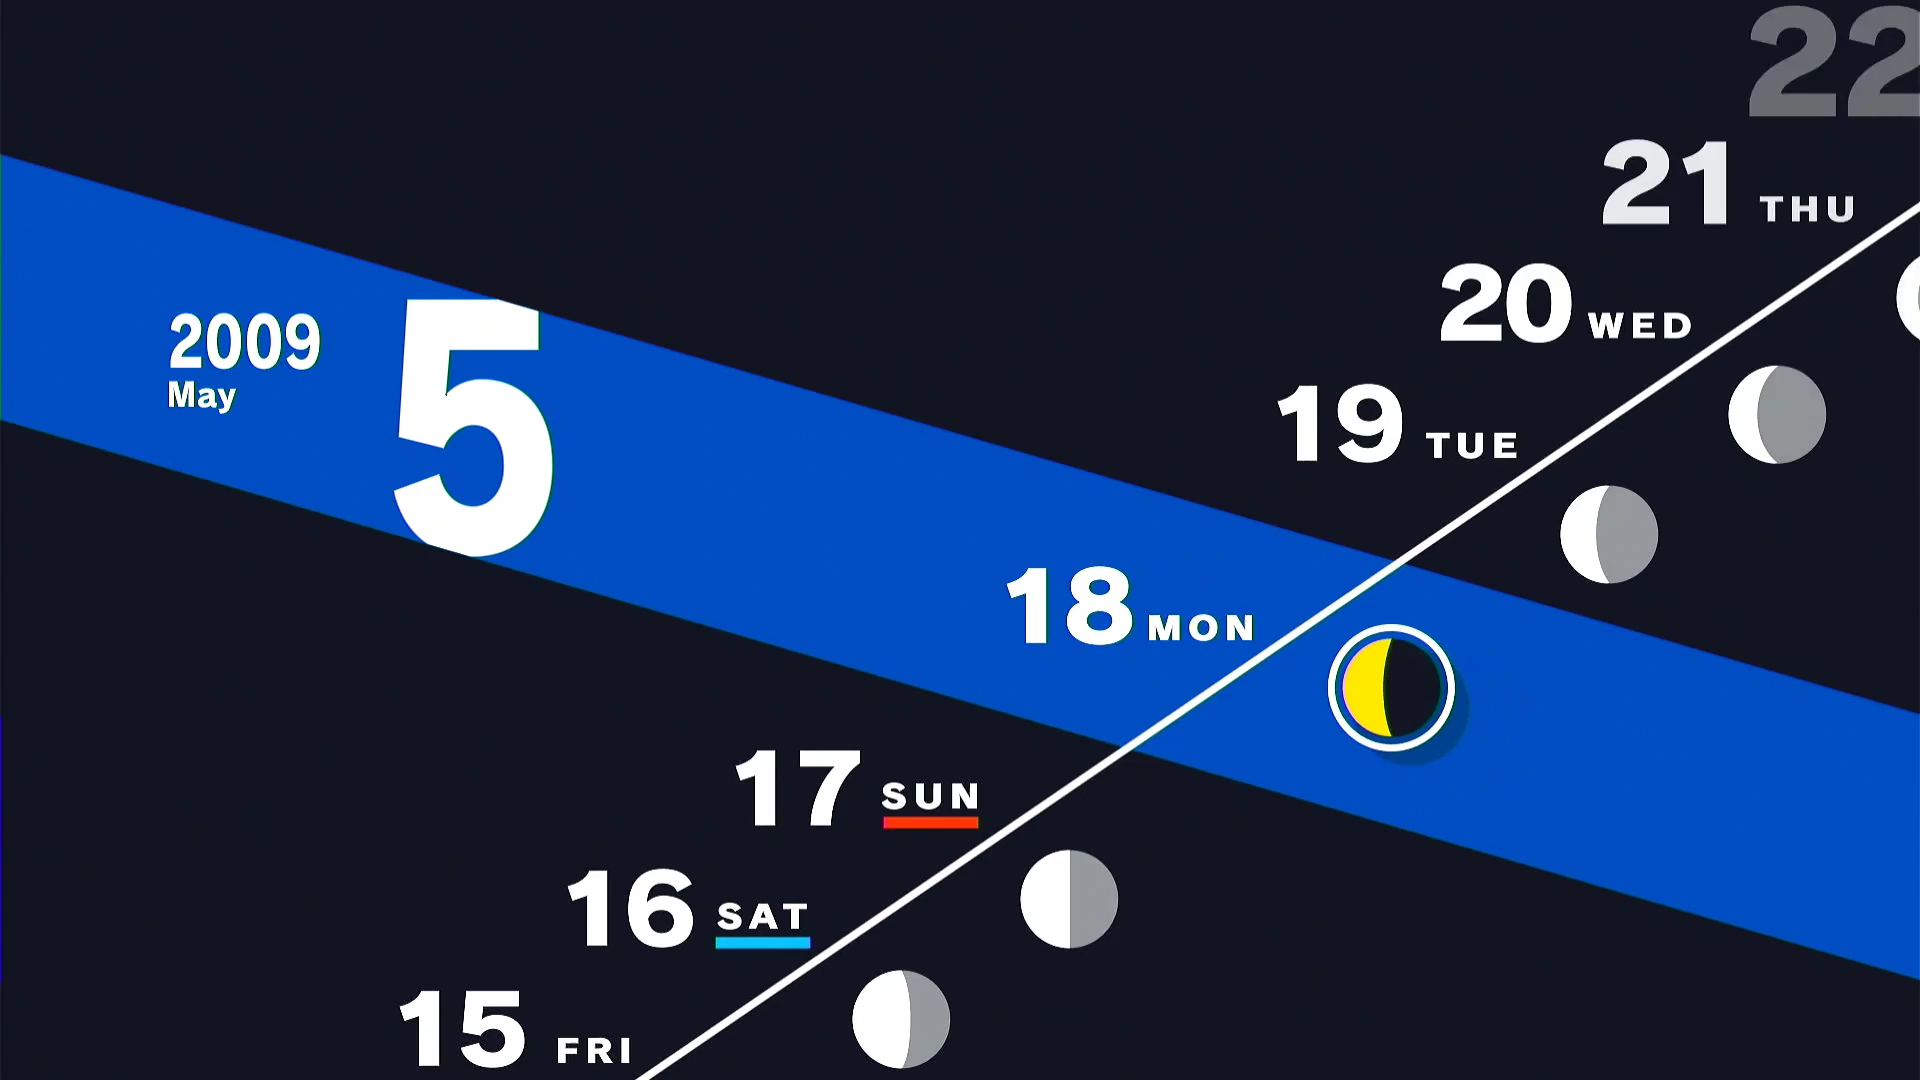 22
21 THU
20 WED
2009
May
5
19 TUE
18 MON
17 SUN
16 SAT
15 FRI